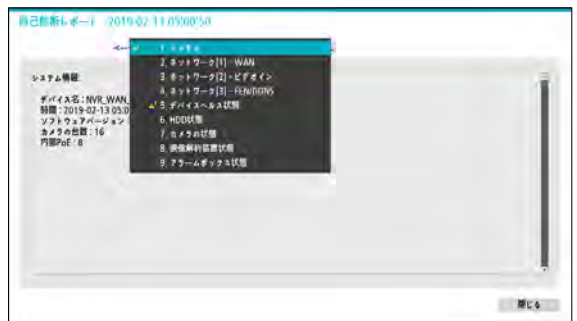 自己診断レポート (2019-02-13 05:00:50)
ページ
✓ 1. システム
2. ネットワーク[1] - WAN
3. ネットワーク[2] - ビデオイン
4. ネットワーク[3] - FEN/DDNS
5. デバイスヘルス状態
6. HDD状態
7. カメラの状態
8. 映像解析装置状態
9. アラームボックス状態
システム情報
デバイス名 : NVR_WAN_
時間 : 2019-02-13 05:0
ソフトウェアバージョン :
カメラの台数 : 16
内部PoE : 8
閉じる